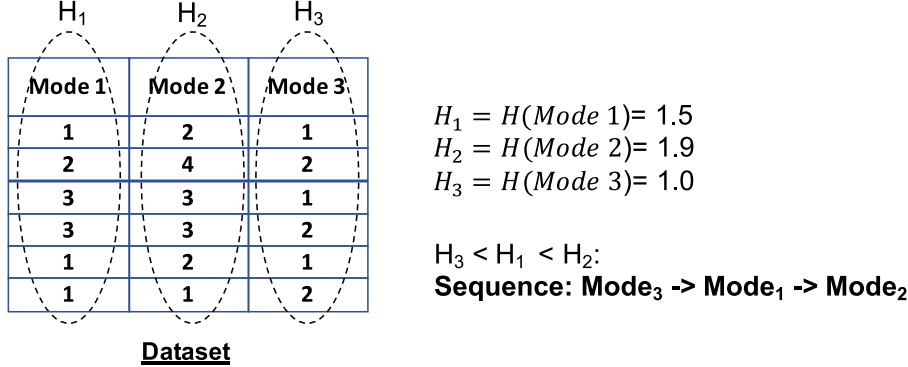 H₁ H₂ H₃
Mode 1 Mode 2 Mode 3
1 2 1
2 4 2
3 3 1
3 3 2
1 2 1
1 1 2
Dataset
H₁ = H(Mode 1)= 1.5
H₂ = H(Mode 2)= 1.9
H₃ = H(Mode 3)= 1.0
H₃ < H₁ < H₂:
Sequence: Mode₃ -> Mode₁ -> Mode₂